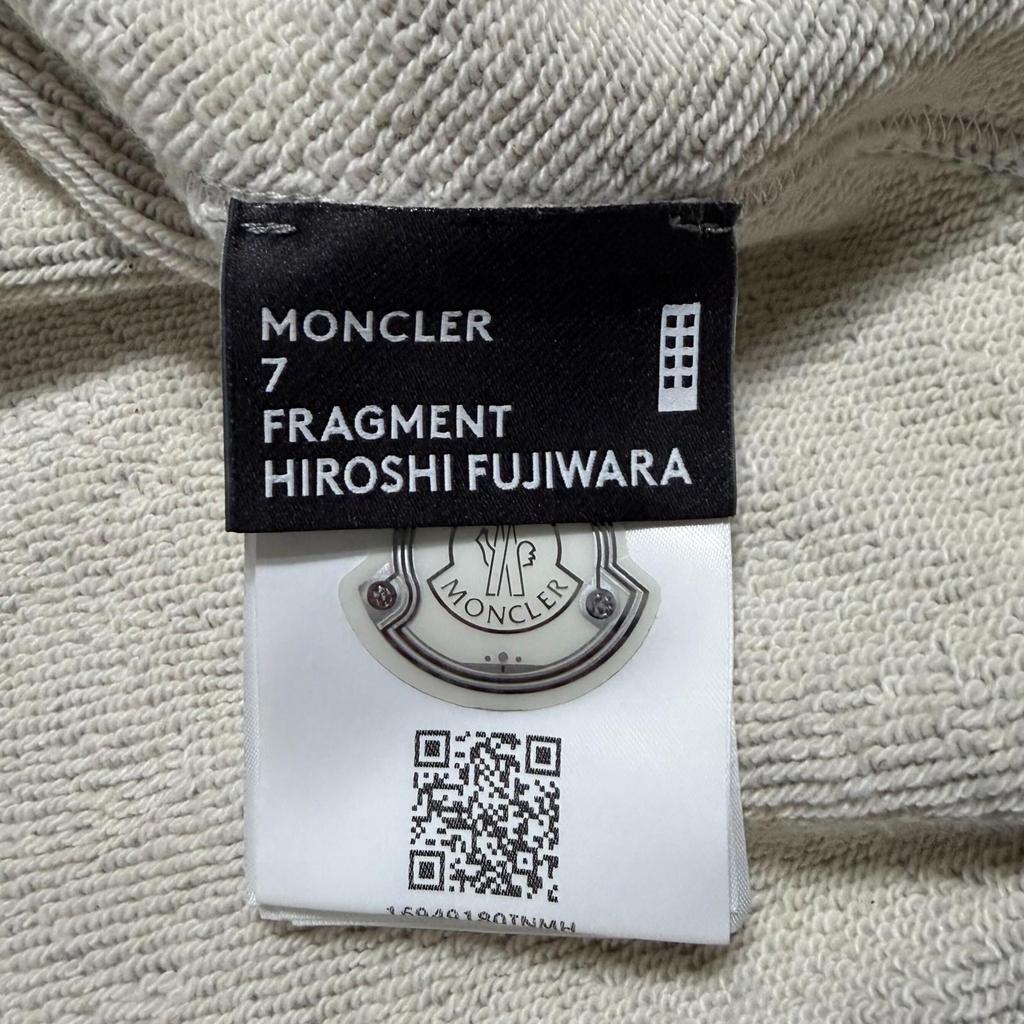 MONCLER
7
FRAGMENT
HIROSHI FUJIWARA
MONCLER